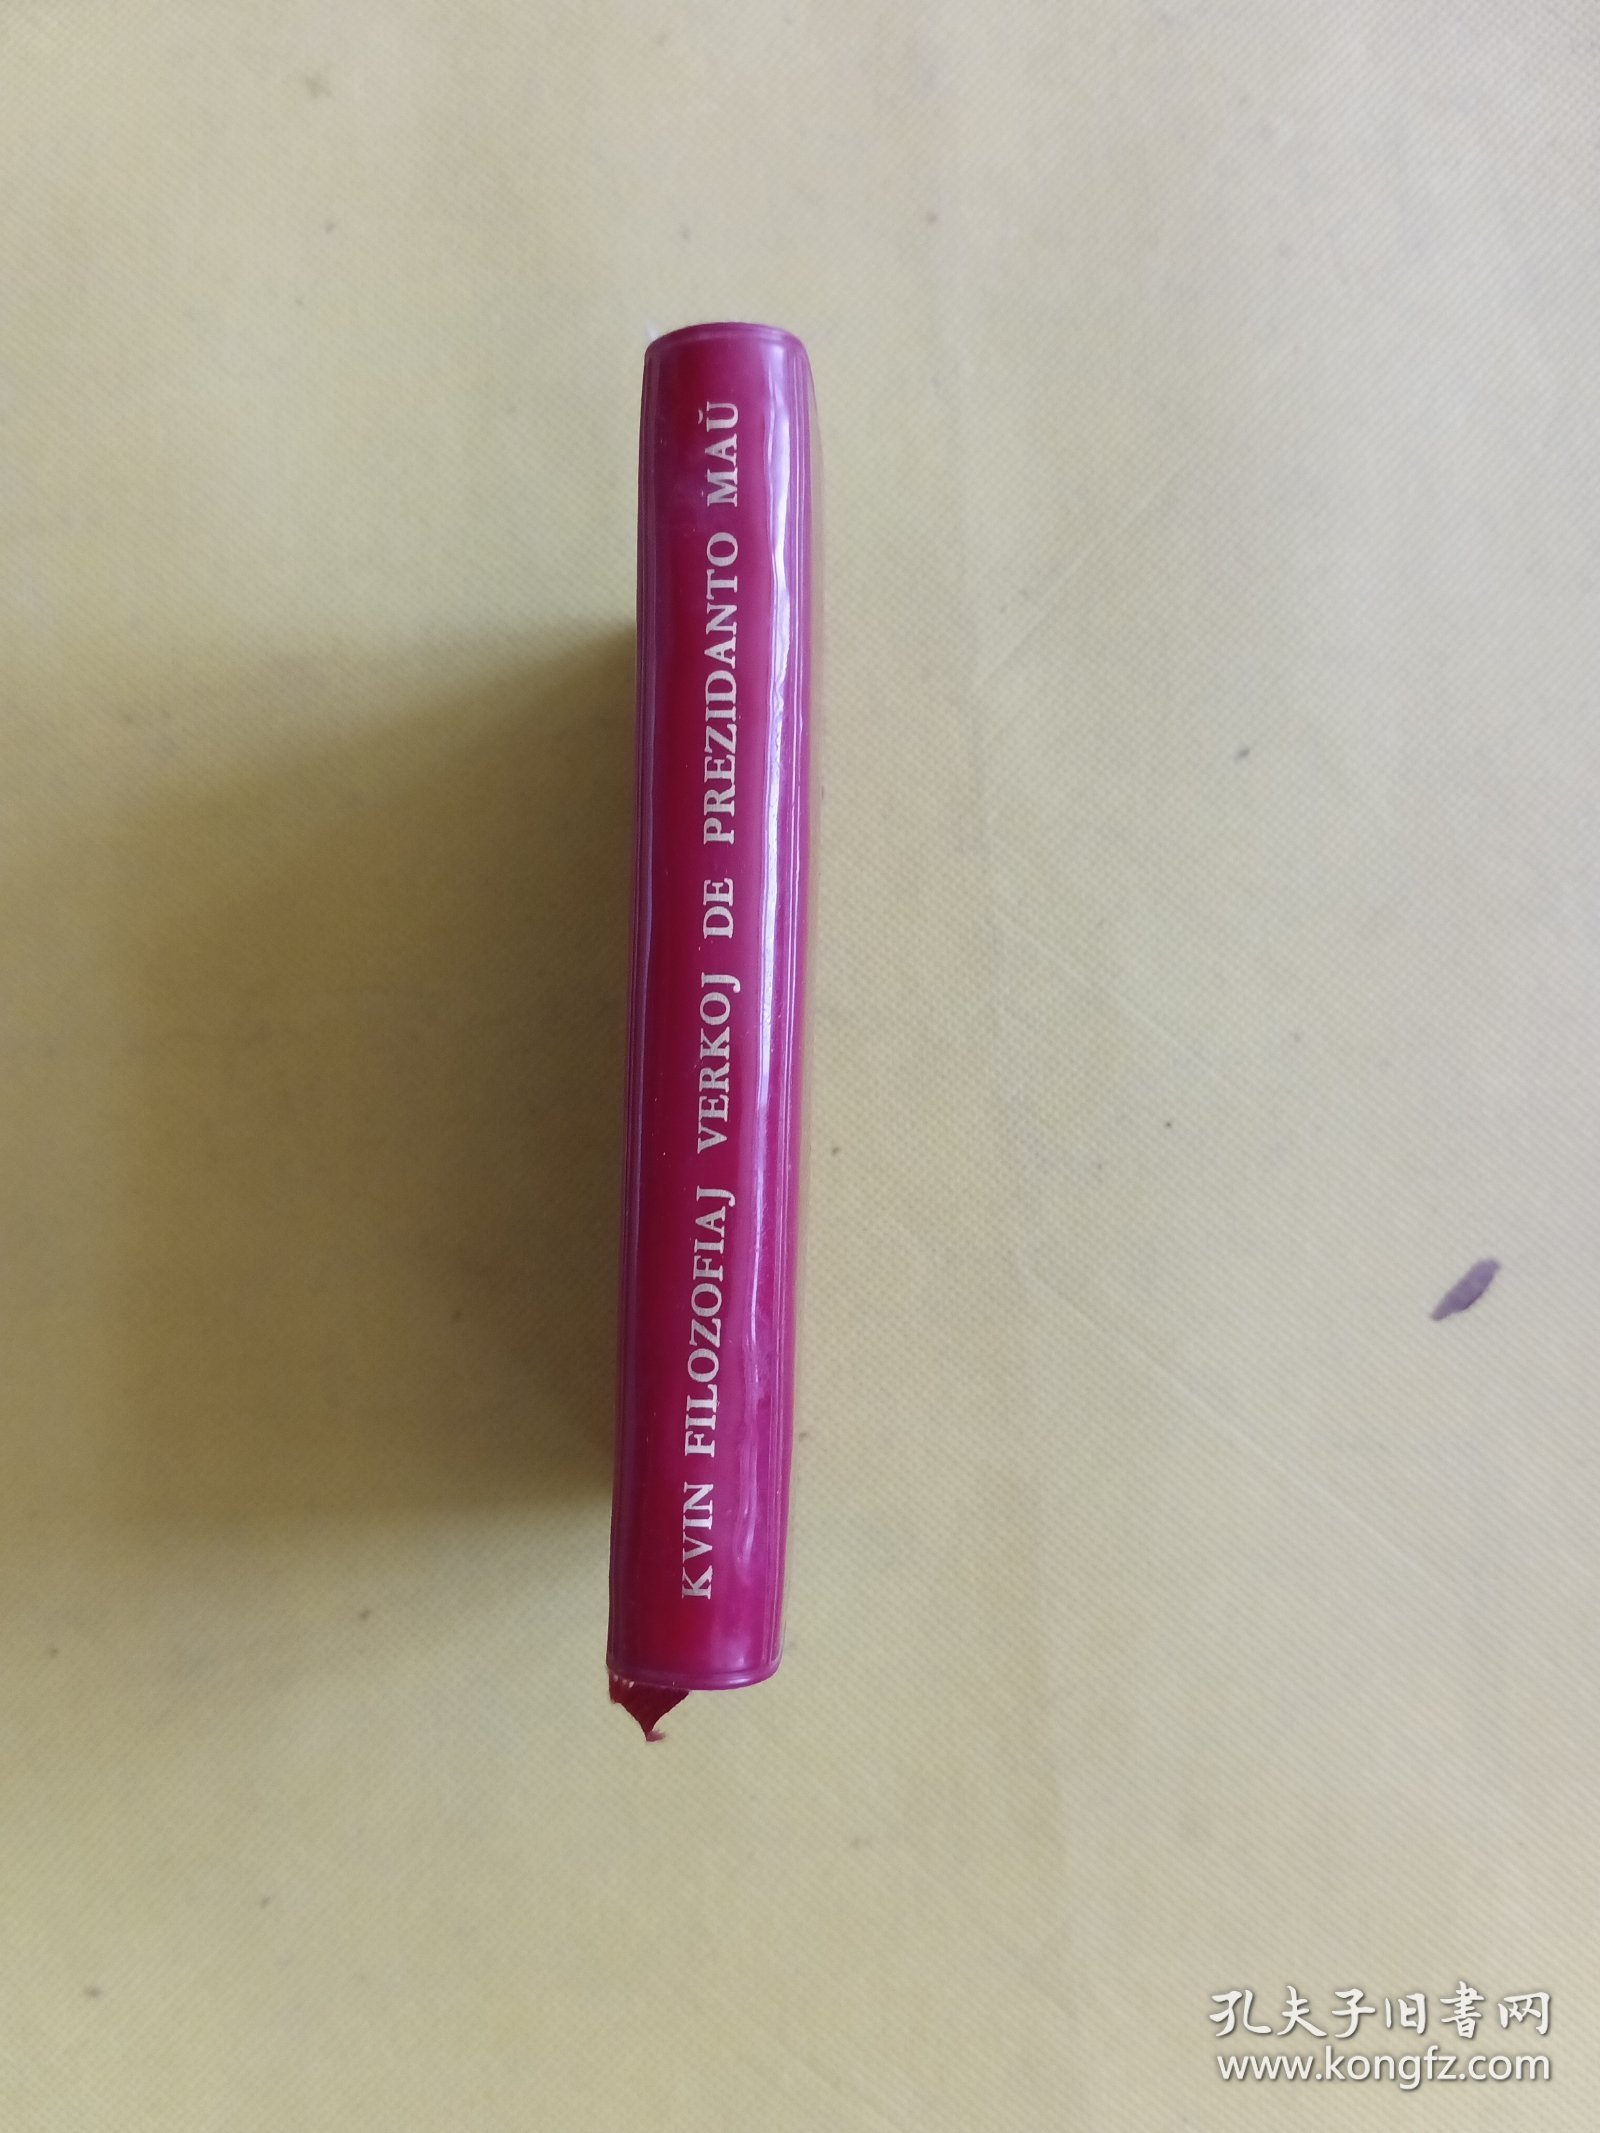 KVIN FILOZOFIAJ VERKOJ DE PREZIDANTO MAŬ
孔夫子旧书网
www.kongfz.com